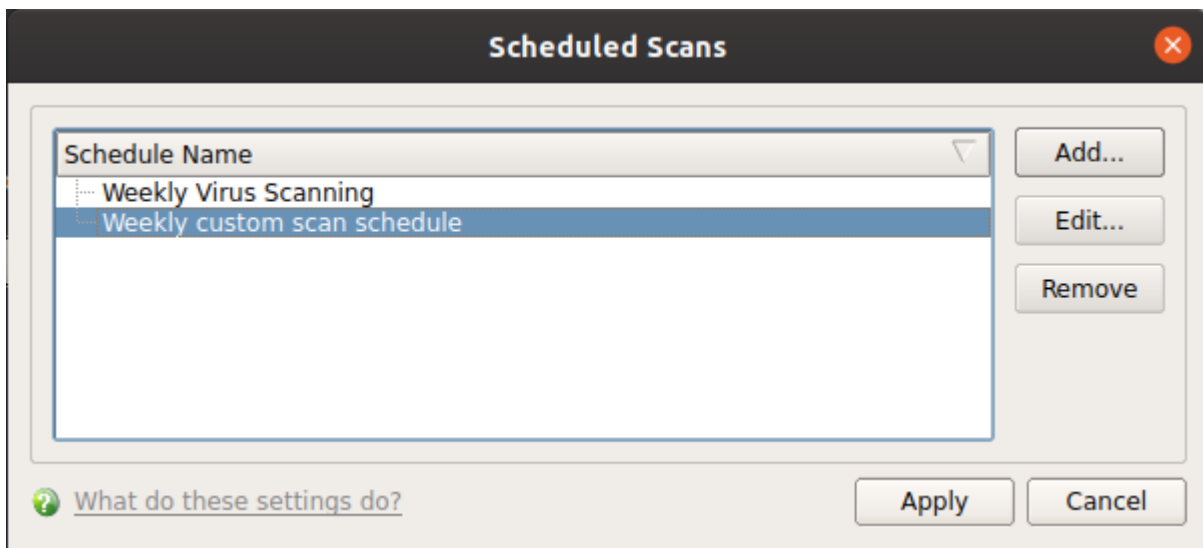 Scheduled Scans
Schedule Name
Weekly Virus Scanning
Weekly custom scan schedule
Add...
Edit...
Remove
What do these settings do?
Apply
Cancel